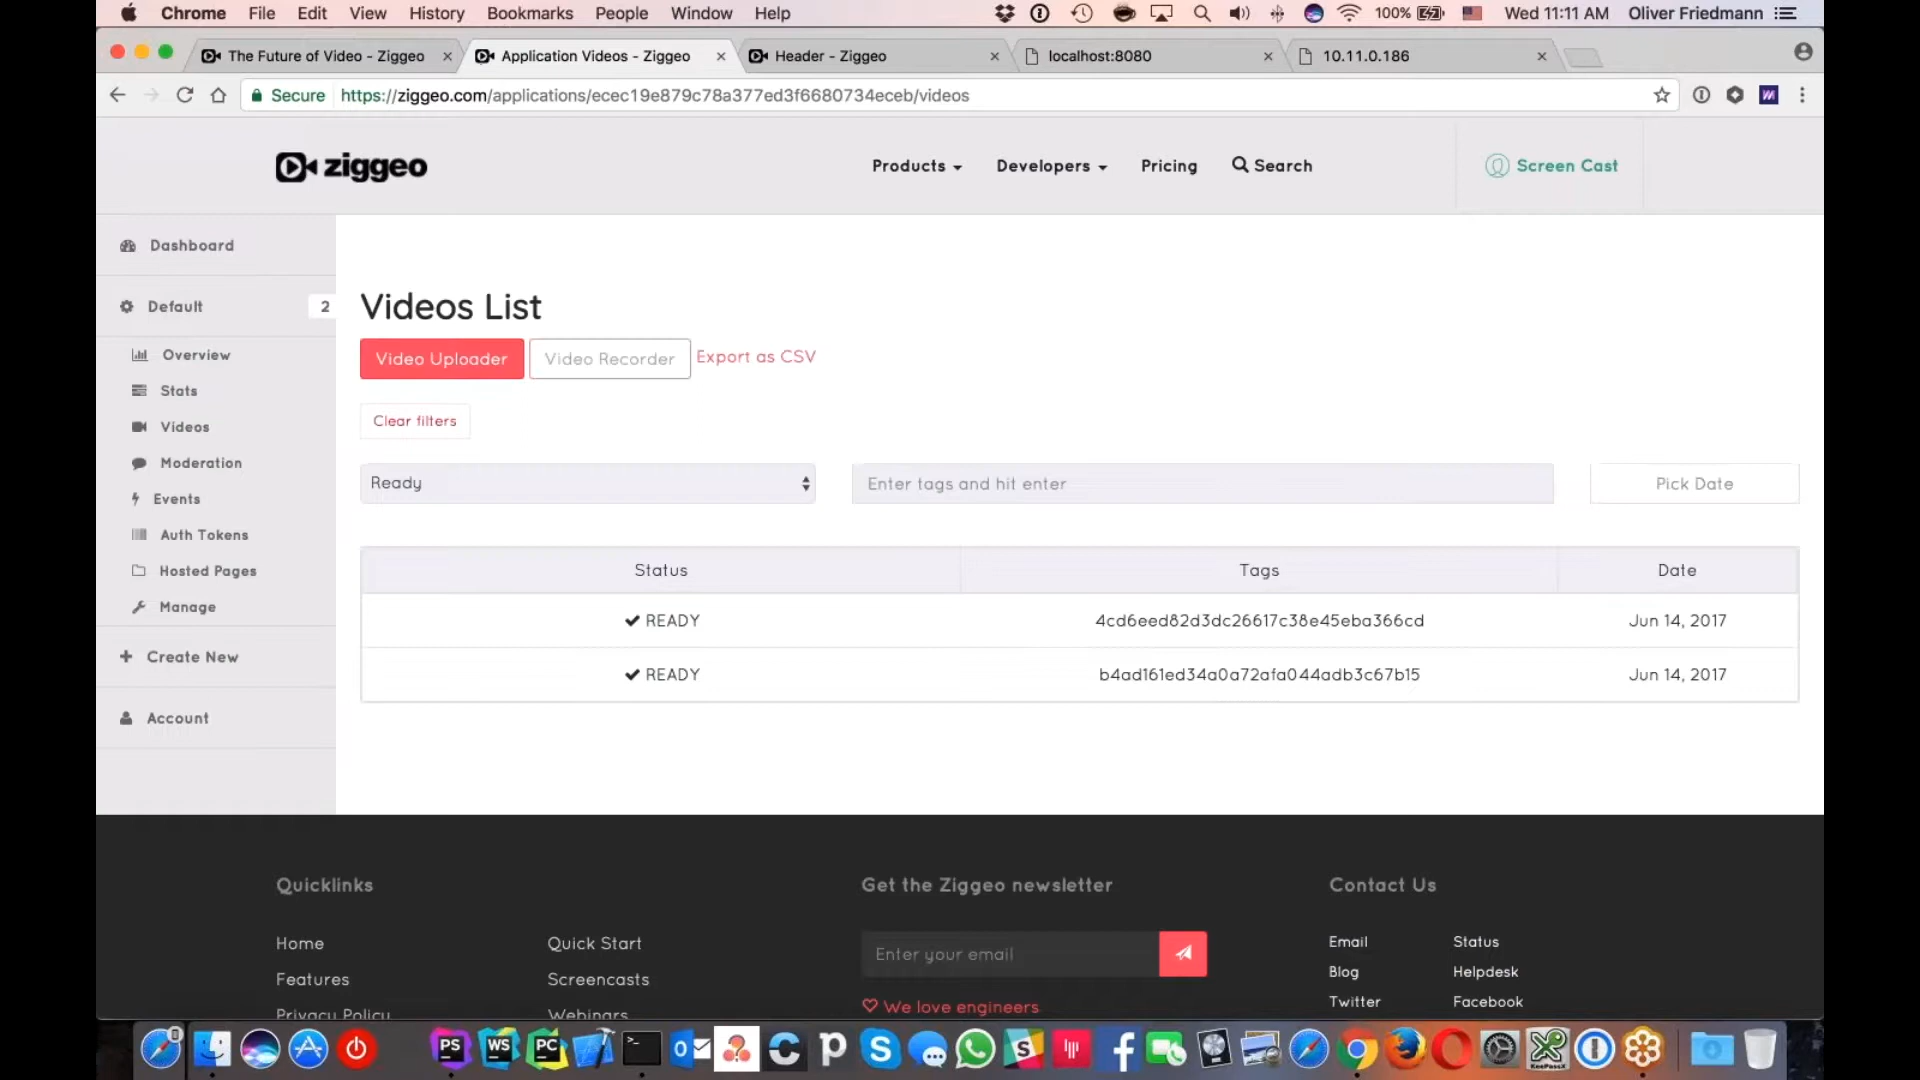 Chrome File Edit View History Bookmarks People Window Help 100% Wed 11:11 AM Oliver Friedmann
The Future of Video - Ziggeo Application Videos - Ziggeo Header - Ziggeo localhost:8080 10.11.0.186
Secure https://ziggeo.com/applications/ecec19e879c78a377ed3f6680734eceb/videos
ziggeo Products Developers Pricing Search Screen Cast
Dashboard
Default 2
Overview
Stats
Videos
Moderation
Events
Auth Tokens
Hosted Pages
Manage
Create New
Account
Videos List
Video Uploader Video Recorder Export as CSV
Clear filters
Ready Enter tags and hit enter Pick Date
Status Tags Date
READY 4cd6eed82d3dc26617c38e45eba366cd Jun 14, 2017
READY b4ad161ed34a0a72afa044adb3c67b15 Jun 14, 2017
Quicklinks Get the Ziggeo newsletter Contact Us
Home Quick Start Enter your email Email Status
Features Screencasts Blog Helpdesk
Privacy Policy Webinars We love engineers Twitter Facebook
PS WS PC